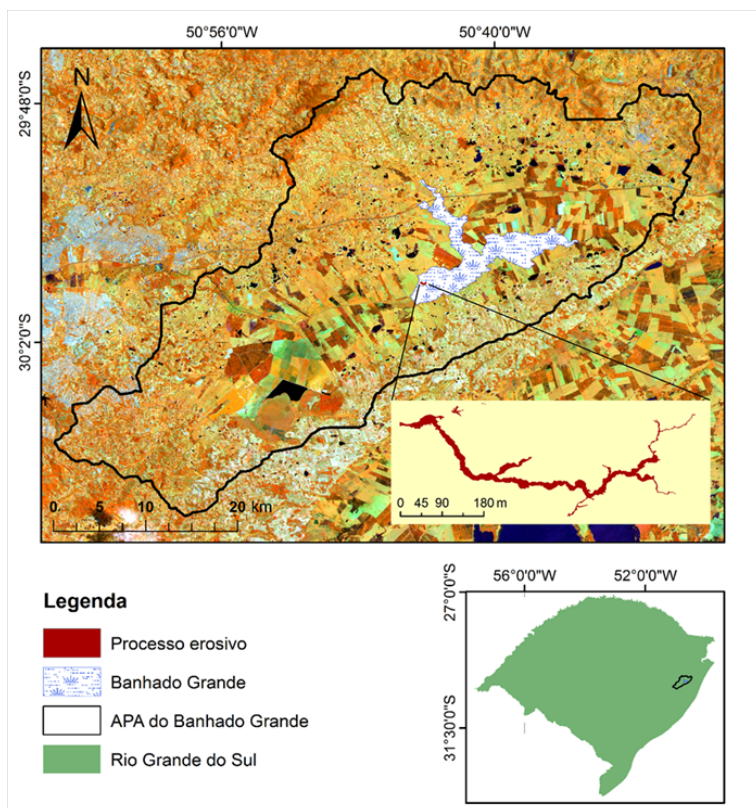 50°56'0"W 50°40'0"W
29°48'0"S
N
30°2'0"S
0 5 10 20 km
0 45 90 180 m
Legenda
Processo erosivo
Banhado Grande
APA do Banhado Grande
Rio Grande do Sul
56°0'0"W 52°0'0"W
27°0'0"S
31°30'0"S